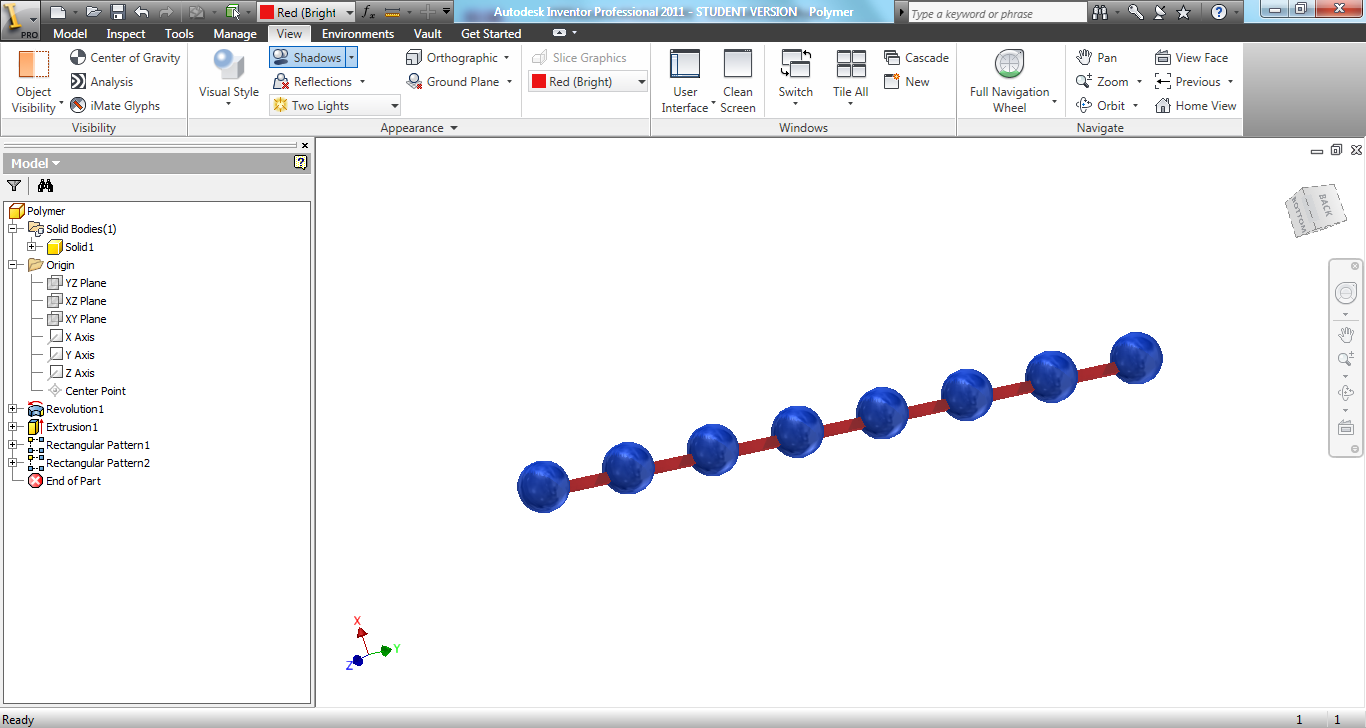 PRO
Red (Bright
fx
Autodesk Inventor Professional 2011 - STUDENT VERSION Polymer
Type a keyword or phrase
Model Inspect Tools Manage View Environments Vault Get Started
Object Visibility
Center of Gravity
Analysis
iMate Glyphs
Visibility
Visual Style
Shadows
Reflections
Two Lights
Orthographic
Ground Plane
Slice Graphics
Red (Bright)
Appearance
User Interface
Clean Screen
Switch
Tile All
Cascade
New
Windows
Full Navigation Wheel
Pan
Zoom
Orbit
View Face
Previous
Home View
Navigate
Model
Polymer
Solid Bodies(1)
Solid1
Origin
YZ Plane
XZ Plane
XY Plane
X Axis
Y Axis
Z Axis
Center Point
Revolution1
Extrusion1
Rectangular Pattern1
Rectangular Pattern2
End of Part
BOTTOM
BACK
X
Y
Z
Ready
1 1